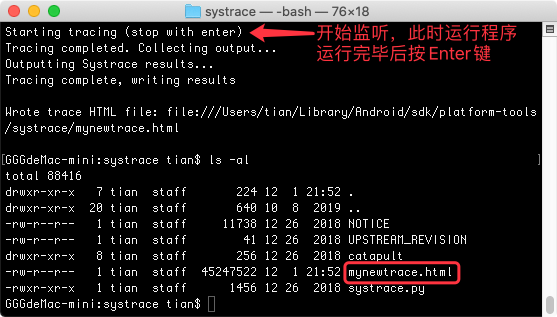 systrace — -bash — 76×18
Starting tracing (stop with enter)
开始监听，此时运行程序
Tracing completed. Collecting output...
运行完毕后按Enter键
Outputting Systrace results...
Tracing complete, writing results
Wrote trace HTML file: file:///Users/tian/Library/Android/sdk/platform-tools
/systrace/mynewtrace.html
[GGGdeMac-mini:systrace tian$ ls -al ]
total 88416
drwxr-xr-x 7 tian staff 224 12 1 21:52 .
drwxr-xr-x 20 tian staff 640 10 8 2019 ..
-rw-r--r-- 1 tian staff 11738 12 26 2018 NOTICE
-rw-r--r-- 1 tian staff 41 12 26 2018 UPSTREAM_REVISION
drwxr-xr-x 8 tian staff 256 12 26 2018 catapult
-rw-r--r-- 1 tian staff 45247522 12 1 21:52 mynewtrace.html
-rw-r--r-- 1 tian staff 1456 12 26 2018 systrace.py
GGGdeMac-mini:systrace tian$